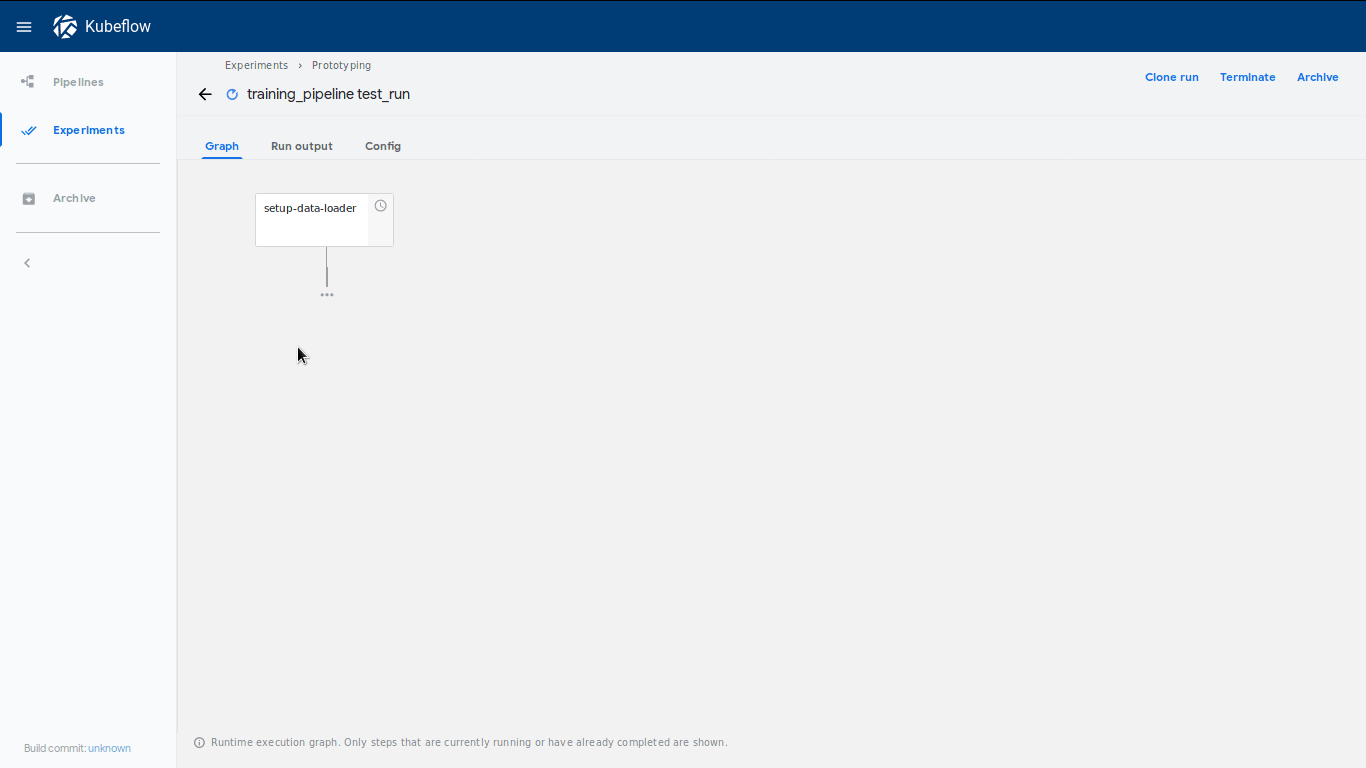 Kubeflow
Pipelines
Experiments
Archive
Build commit: unknown
Experiments › Prototyping
training_pipeline test_run
Clone run Terminate Archive
Graph Run output Config
setup-data-loader
Runtime execution graph. Only steps that are currently running or have already completed are shown.